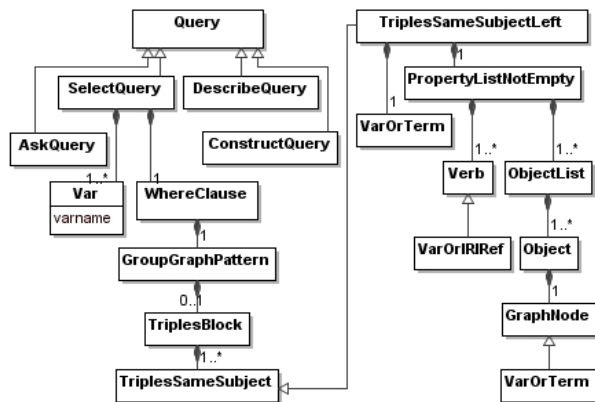 Query
TriplesSameSubjectLeft
SelectQuery
DescribeQuery
PropertyListNotEmpty
1
1
AskQuery
ConstructQuery
VarOrTerm
1..*
1
1..*
1..*
Var
varname
WhereClause
Verb
ObjectList
1
1..*
GroupGraphPattern
VarOrIRIRef
Object
0..1
1
TriplesBlock
GraphNode
1..*
TriplesSameSubject
VarOrTerm